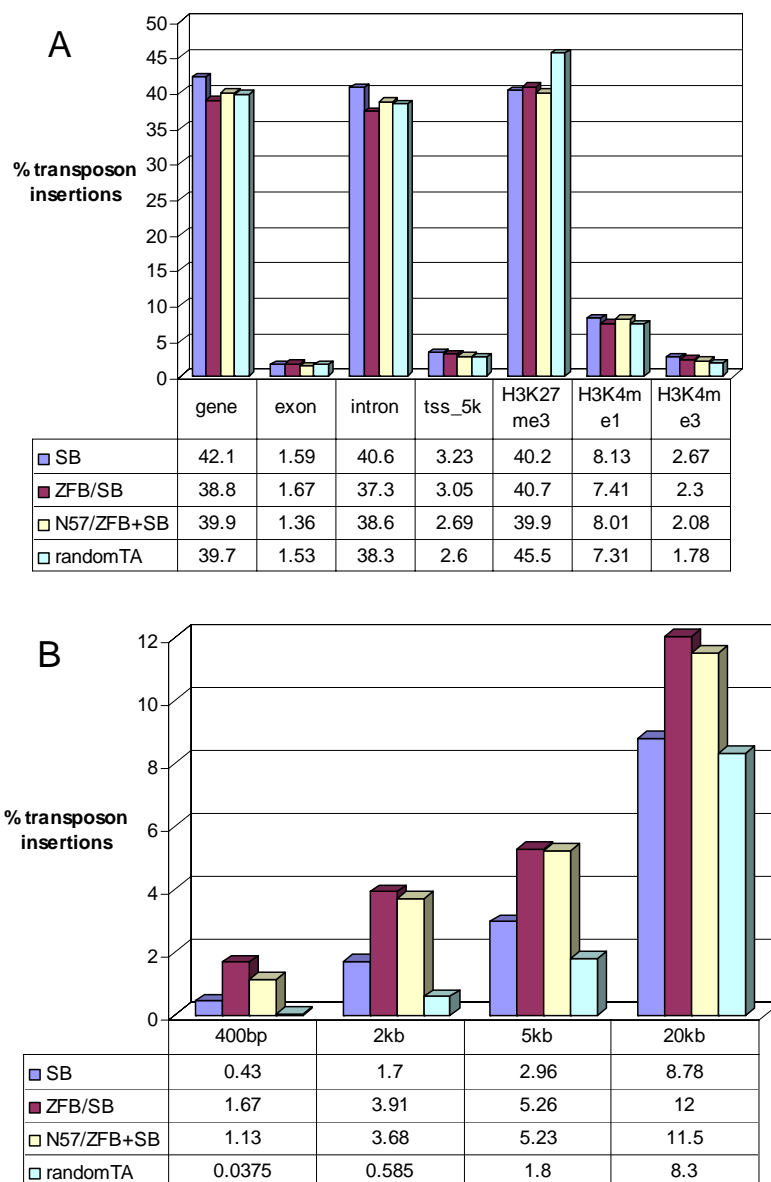 A
% transposon
insertions
50
45
40
35
30
25
20
15
10
5
0
gene exon intron tss_5k H3K27 me3 H3K4m e1 H3K4m e3
SB 42.1 1.59 40.6 3.23 40.2 8.13 2.67
ZFB/SB 38.8 1.67 37.3 3.05 40.7 7.41 2.3
N57/ZFB+SB 39.9 1.36 38.6 2.69 39.9 8.01 2.08
randomTA 39.7 1.53 38.3 2.6 45.5 7.31 1.78
B
% transposon
insertions
12
10
8
6
4
2
0
400bp 2kb 5kb 20kb
SB 0.43 1.7 2.96 8.78
ZFB/SB 1.67 3.91 5.26 12
N57/ZFB+SB 1.13 3.68 5.23 11.5
randomTA 0.0375 0.585 1.8 8.3